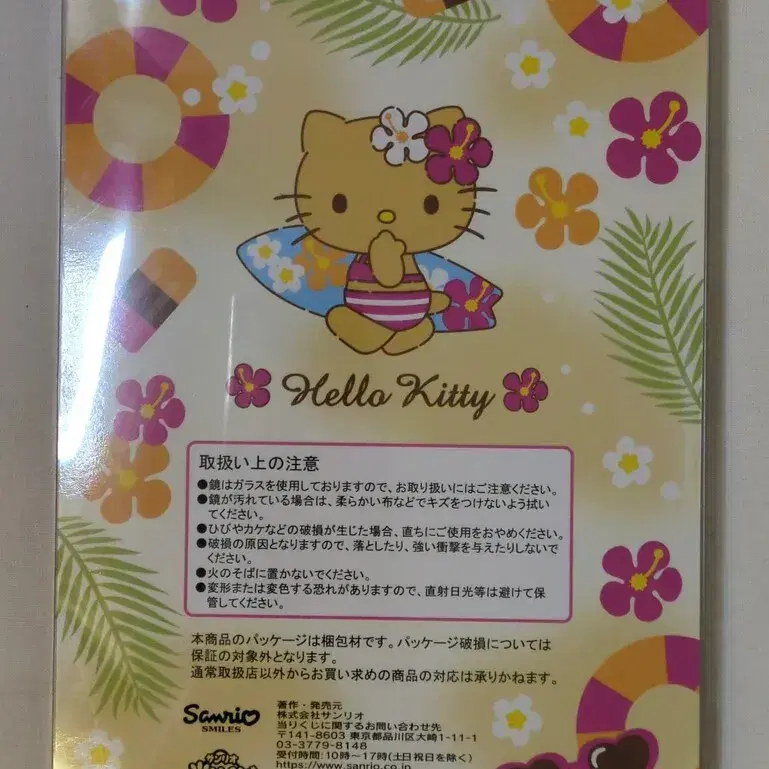 Hello Kitty
取扱い上の注意
●鏡はガラスを使用しておりますので、お取り扱いにはご注意ください。
●鏡が汚れている場合は、柔らかい布などでキズをつけないよう拭い
てください。
●ひびやカケなどの破損が生じた場合、直ちにご使用をおやめください。
●破損の原因となりますので、落としたり、強い衝撃を与えたりしないで
ください。
●火のそばに置かないでください。
●変形または変色する恐れがありますので、直射日光等は避けて保
管してください。
本商品のパッケージは梱包材です。パッケージ破損については
保証の対象外となります。
通常取扱店以外からお買い求めの商品の対応は承りかねます。
Sanrio
SMILES
著作・発売元
株式会社サンリオ
当りくじに関するお問い合わせ先
〒141-8603 東京都品川区大崎1-11-1
03-3779-8148
受付時間:10時~17時(土日祝日を除く)
https://www.sanrio.co.jp
サンリオ